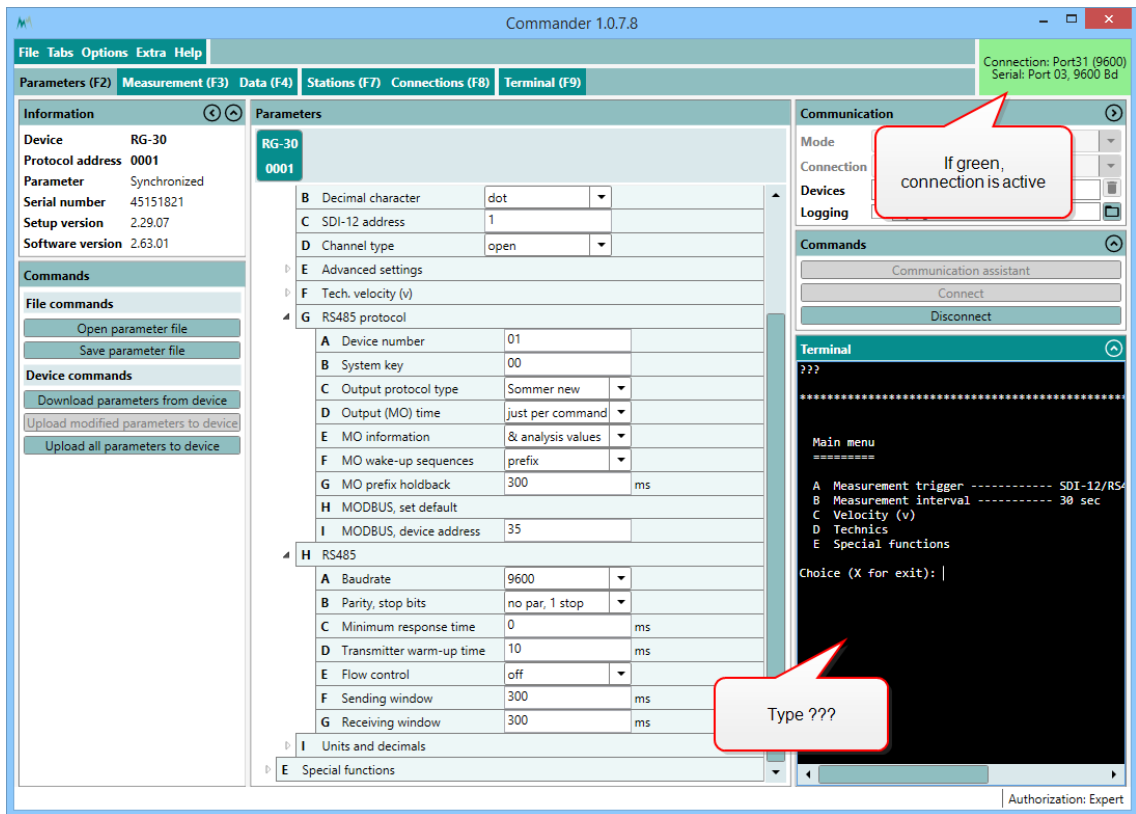 Commander 1.0.7.8
File Tabs Options Extra Help
Connection: Port31 (9600)
Serial: Port 03, 9600 Bd
Parameters (F2) Measurement (F3) Data (F4) Stations (F7) Connections (F8) Terminal (F9)
Information
Device RG-30
Protocol address 0001
Parameter Synchronized
Serial number 45151821
Setup version 2.29.07
Software version 2.63.01
Commands
File commands
Open parameter file
Save parameter file
Device commands
Download parameters from device
Upload modified parameters to device
Upload all parameters to device
Parameters
RG-30
0001
B Decimal character dot
C SDI-12 address 1
D Channel type open
E Advanced settings
F Tech. velocity (v)
G RS485 protocol
A Device number 01
B System key 00
C Output protocol type Sommer new
D Output (MO) time just per command
E MO information & analysis values
F MO wake-up sequences prefix
G MO prefix holdback 300 ms
H MODBUS, set default
I MODBUS, device address 35
H RS485
A Baudrate 9600
B Parity, stop bits no par, 1 stop
C Minimum response time 0 ms
D Transmitter warm-up time 10 ms
E Flow control off
F Sending window 300 ms
G Receiving window 300 ms
I Units and decimals
E Special functions
Communication
Mode
Connection
Devices
Logging
If green,
connection is active
Commands
Communication assistant
Connect
Disconnect
Terminal
???
************************************************
Main menu
=========
A Measurement trigger ------------ SDI-12/RS4
B Measurement interval ----------- 30 sec
C Velocity (v)
D Technics
E Special functions
Choice (X for exit): |
Type ???
Authorization: Expert